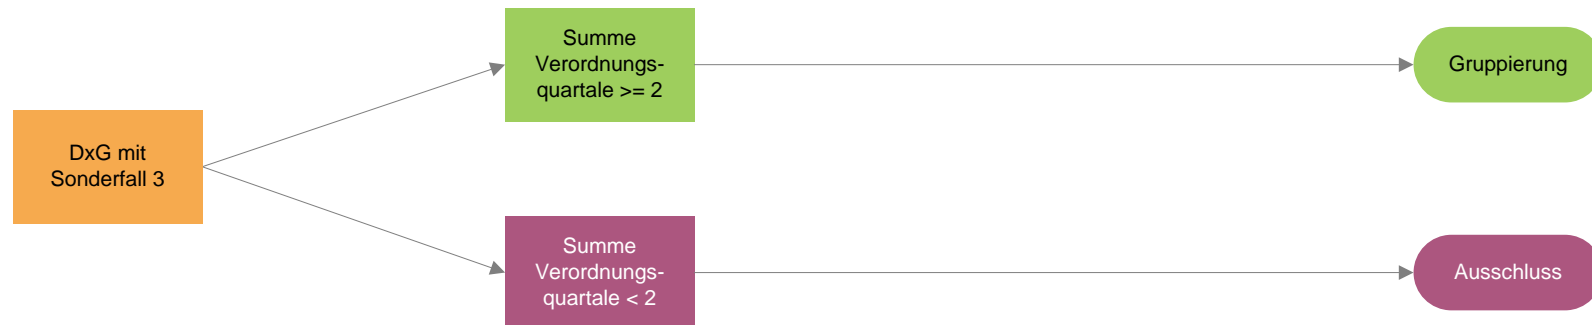 DxG mit
Sonderfall 3
Summe
Verordnungs-
quartale >= 2
Gruppierung
Summe
Verordnungs-
quartale < 2
Ausschluss